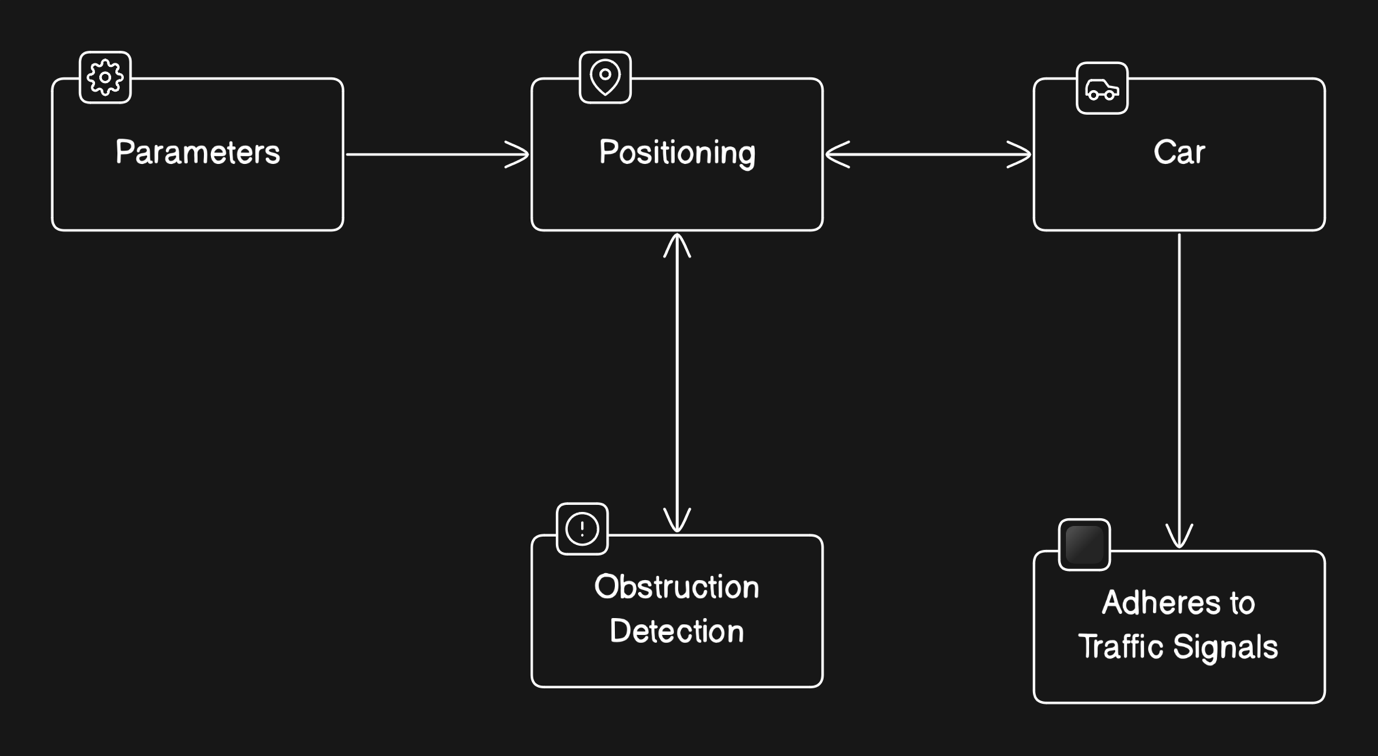 Parameters
Positioning
Car
Obstruction
Detection
Adheres to
Traffic Signals